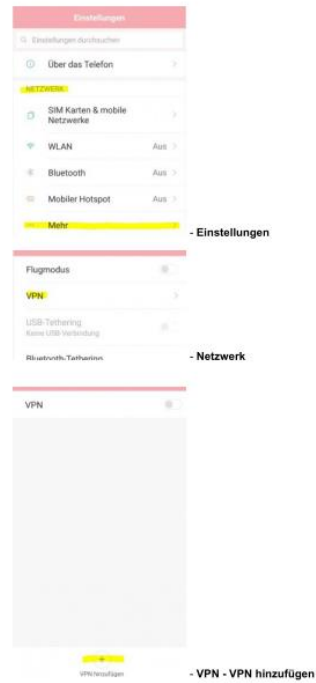 Einstellungen
Einstellungen durchsuchen
Über das Telefon
NETZWERK
SIM Karten & mobile
Netzwerke
WLAN Aus
Bluetooth Aus
Mobiler Hotspot Aus
Mehr
- Einstellungen
Flugmodus
VPN
USB-Tethering
Keine USB Verbindung
Bluetooth-Tethering
- Netzwerk
VPN
VPN hinzufügen
- VPN - VPN hinzufügen